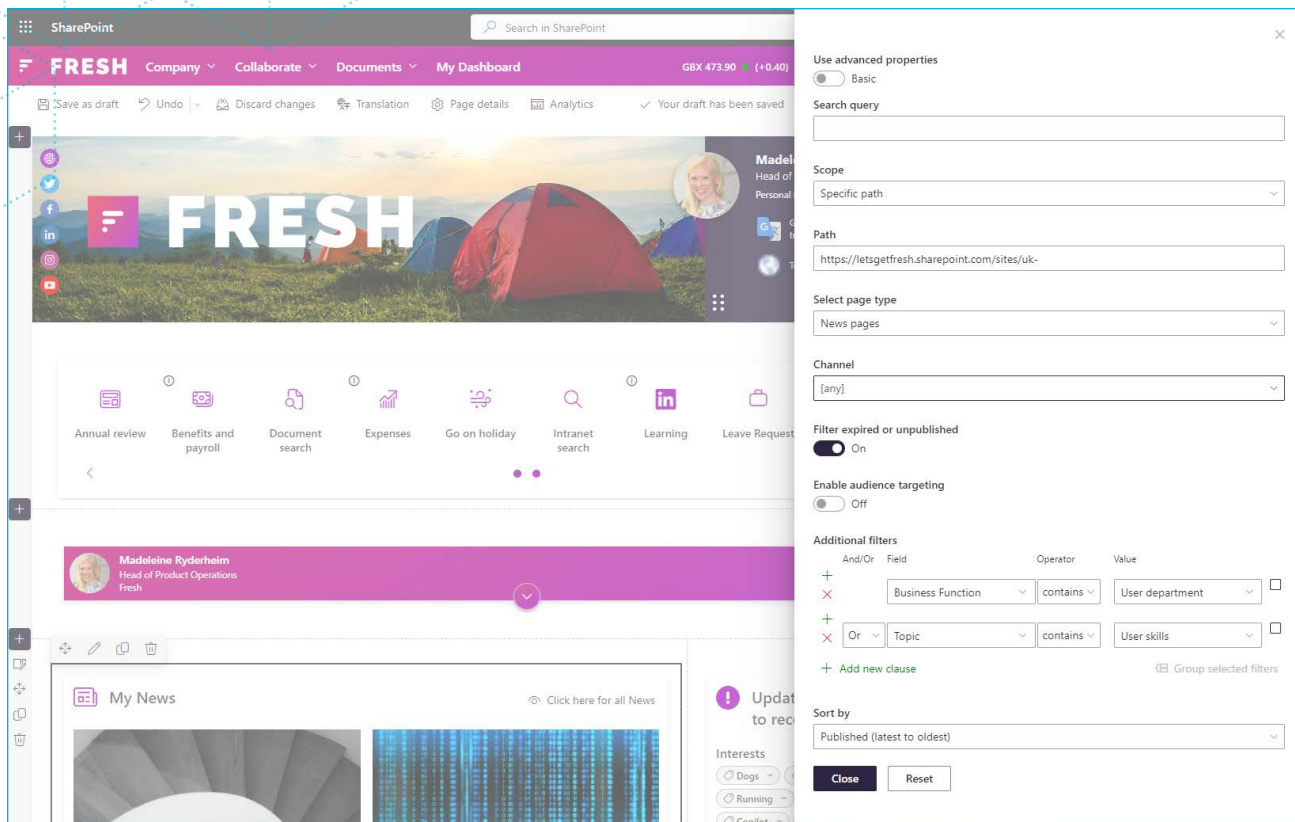 SharePoint
Search in SharePoint
FRESH Company Collaborate Documents My Dashboard GBX 473.90 (+0.40)
Save as draft Undo Discard changes Translation Page details Analytics Your draft has been saved
FRESH
Head of
Personal
Annual review
Benefits and
payroll
Document
search
Expenses
Go on holiday
Intranet
search
Learning
Leave Request
Madeleine Ryderheim
Head of Product Operations
Fresh
My News
Click here for all News
to
Interests
Dogs
Running
Copilot
Use advanced properties
Basic
Search query
Scope
Specific path
Path
https://letsgetfresh.sharepoint.com/sites/uk-
Select page type
News pages
Channel
[any]
Filter expired or unpublished
On
Enable audience targeting
Off
Additional filters
And/Or Field Operator Value
Business Function contains User department
Or Topic contains User skills
Add new clause
Group selected filters
Sort by
Published (latest to oldest)
Close Reset